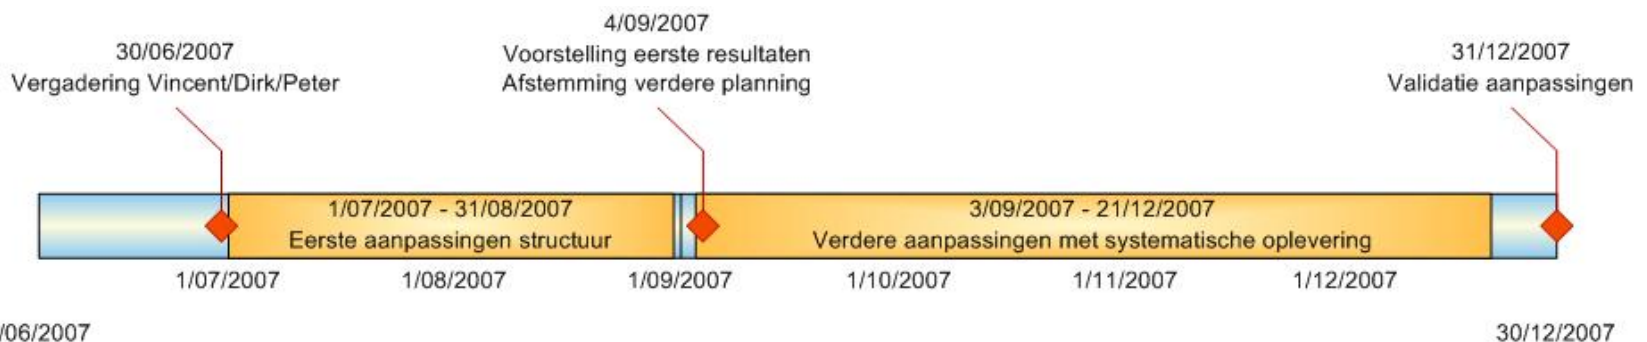 30/06/2007
Vergadering Vincent/Dirk/Peter
4/09/2007
Voorstelling eerste resultaten
Afstemming verdere planning
31/12/2007
Validatie aanpassingen
1/07/2007 - 31/08/2007
Eerste aanpassingen structuur
3/09/2007 - 21/12/2007
Verdere aanpassingen met systematische oplevering
1/07/2007
1/08/2007
1/09/2007
1/10/2007
1/11/2007
1/12/2007
/06/2007
30/12/2007